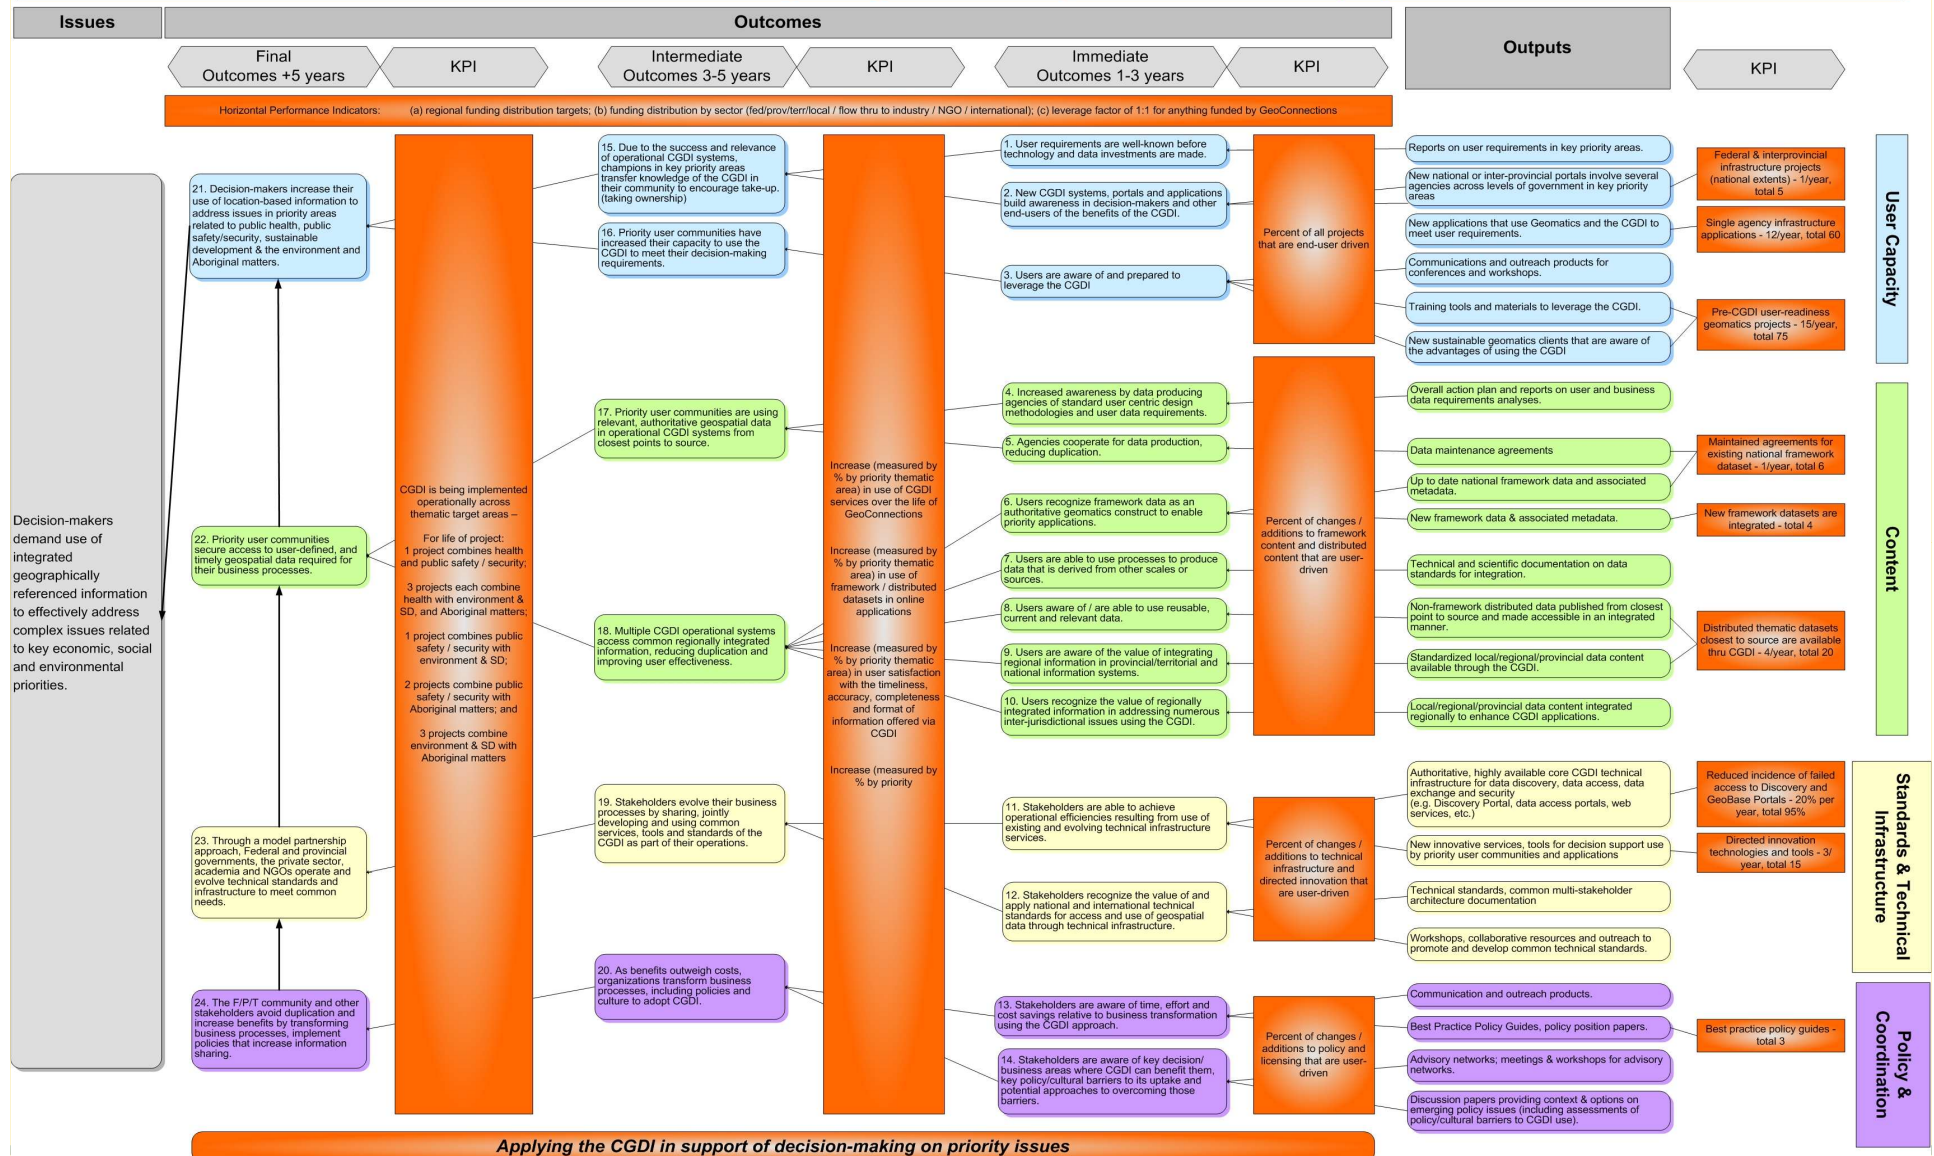 Issues
Outcomes
Outputs
Final
Outcomes +5 years
KPI
Intermediate
Outcomes 3-5 years
KPI
Immediate
Outcomes 1-3 years
KPI
KPI
Horizontal Performance Indicators: (a) regional funding distribution targets; (b) funding distribution by sector (fed/prov/terr/local / flow thru to industry / NGO / international); (c) leverage factor of 1:1 for anything funded by GeoConnections
Decision-makers
demand use of
integrated
geographically
referenced information
to effectively address
complex issues related
to key economic, social
and environmental
priorities.
21. Decision-makers increase their
use of location-based information to
address issues in priority areas
related to public health, public
safety/security, sustainable
development & the environment and
Aboriginal matters.
22. Priority user communities
secure access to user-defined, and
timely geospatial data required for
their business processes.
23. Through a model partnership
approach, Federal and provincial
governments, the private sector,
academia and NGOs operate and
evolve technical standards and
infrastructure to meet common
needs.
24. The F/P/T community and other
stakeholders avoid duplication and
increase benefits by transforming
business processes, implement
policies that increase information
sharing.
CGDI is being implemented
operationally across
thematic target areas –
For life of project:
1 project combines health
and public safety / security;
3 projects each combine
health with environment &
SD, and Aboriginal matters;
1 project combines public
safety / security with
environment & SD;
2 projects combine public
safety / security with
Aboriginal matters; and
3 projects combine
environment & SD with
Aboriginal matters
15. Due to the success and relevance
of operational CGDI systems,
champions in key priority areas
transfer knowledge of the CGDI in
their community to encourage take-up.
(taking ownership)
16. Priority user communities have
increased their capacity to use the
CGDI to meet their decision-making
requirements.
17. Priority user communities are using
relevant, authoritative geospatial data
in operational CGDI systems from
closest points to source.
18. Multiple CGDI operational systems
access common regionally integrated
information, reducing duplication and
improving user effectiveness.
19. Stakeholders evolve their business
processes by sharing, jointly
developing and using common
services, tools and standards of the
CGDI as part of their operations.
20. As benefits outweigh costs,
organizations transform business
processes, including policies and
culture to adopt CGDI.
Increase (measured by
% by priority thematic
area) in use of CGDI
services over the life of
GeoConnections
Increase (measured by
% by priority thematic
area) in use of
framework / distributed
datasets in online
applications
Increase (measured by
% by priority thematic
area) in user satisfaction
with the timeliness,
accuracy, completeness
and format of
information offered via
CGDI
Increase (measured by
% by priority
1. User requirements are well-known before
technology and data investments are made.
2. New CGDI systems, portals and applications
build awareness in decision-makers and other
end-users of the benefits of the CGDI.
3. Users are aware of and prepared to
leverage the CGDI
4. Increased awareness by data producing
agencies of standard user centric design
methodologies and user data requirements.
5. Agencies cooperate for data production,
reducing duplication.
6. Users recognize framework data as an
authoritative geomatics construct to enable
priority applications.
7. Users are able to use processes to produce
data that is derived from other scales or
sources.
8. Users aware of / are able to use reusable,
current and relevant data.
9. Users are aware of the value of integrating
regional information in provincial/territorial and
national information systems.
10. Users recognize the value of regionally
integrated information in addressing numerous
inter-jurisdictional issues using the CGDI.
11. Stakeholders are able to achieve
operational efficiencies resulting from use of
existing and evolving technical infrastructure
services.
12. Stakeholders recognize the value of and
apply national and international technical
standards for access and use of geospatial
data through technical infrastructure.
13. Stakeholders are aware of time, effort and
cost savings relative to business transformation
using the CGDI approach.
14. Stakeholders are aware of key decision/
business areas where CGDI can benefit them,
key policy/cultural barriers to its uptake and
potential approaches to overcoming those
barriers.
Percent of all projects
that are end-user driven
Percent of changes /
additions to framework
content and distributed
content that are user-
driven
Percent of changes /
additions to technical
infrastructure and
directed innovation that
are user-driven
Percent of changes /
additions to policy and
licensing that are user-
driven
Reports on user requirements in key priority areas.
New national or inter-provincial portals involve several
agencies across levels of government in key priority
areas
New applications that use Geomatics and the CGDI to
meet user requirements.
Communications and outreach products for
conferences and workshops.
Training tools and materials to leverage the CGDI.
New sustainable geomatics clients that are aware of
the advantages of using the CGDI
Overall action plan and reports on user and business
data requirements analyses.
Data maintenance agreements
Up to date national framework data and associated
metadata.
New framework data & associated metadata.
Technical and scientific documentation on data
standards for integration.
Non-framework distributed data published from closest
point to source and made accessible in an integrated
manner.
Standardized local/regional/provincial data content
available through the CGDI.
Local/regional/provincial data content integrated
regionally to enhance CGDI applications.
Authoritative, highly available core CGDI technical
infrastructure for data discovery, data access, data
exchange and security
(e.g. Discovery Portal, data access portals, web
services, etc.)
New innovative services, tools for decision support use
by priority user communities and applications
Technical standards, common multi-stakeholder
architecture documentation
Workshops, collaborative resources and outreach to
promote and develop common technical standards.
Communication and outreach products.
Best Practice Policy Guides, policy position papers.
Advisory networks; meetings & workshops for advisory
networks.
Discussion papers providing context & options on
emerging policy issues (including assessments of
policy/cultural barriers to CGDI use).
Federal & interprovincial
infrastructure projects
(national extents) - 1/year,
total 5
Single agency infrastructure
applications - 12/year, total 60
Pre-CGDI user-readiness
geomatics projects - 15/year,
total 75
Maintained agreements for
existing national framework
dataset - 1/year, total 6
New framework datasets are
integrated - total 4
Distributed thematic datasets
closest to source are available
thru CGDI - 4/year, total 20
Reduced incidence of failed
access to Discovery and
GeoBase Portals - 20% per
year, total 95%
Directed innovation
technologies and tools - 3/
year, total 15
Best practice policy guides -
total 3
User Capacity
Content
Standards & Technical
Infrastructure
Policy &
Coordination
Applying the CGDI in support of decision-making on priority issues